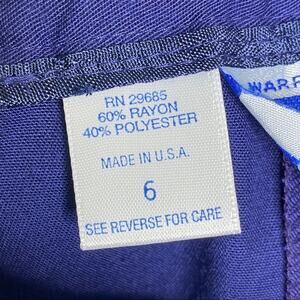 RN 29685
60% RAYON
40% POLYESTER
MADE IN U.S.A.
6
SEE REVERSE FOR CARE